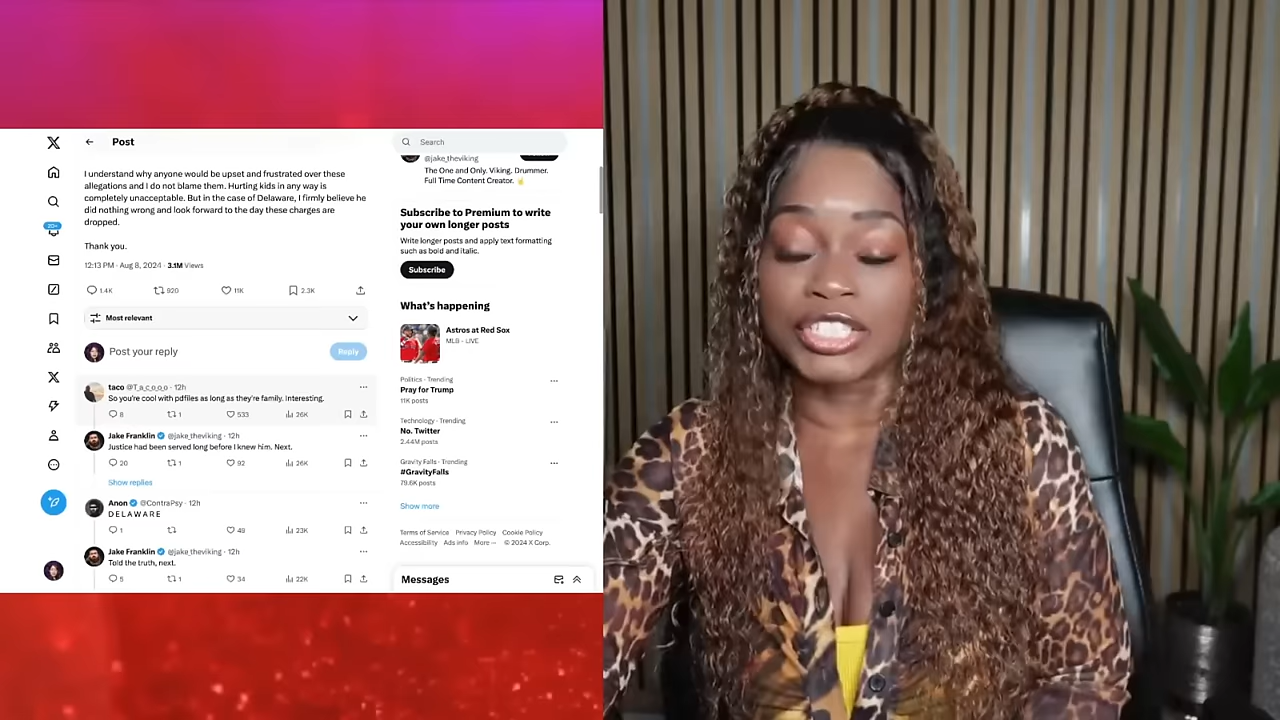 Post
Search
@jake_theviking
The One and Only. Viking. Drummer.
Full Time Content Creator.
I understand why anyone would be upset and frustrated over these
allegations and I do not blame them. Hurting kids in any way is
completely unacceptable. But in the case of Delaware, I firmly believe he
did nothing wrong and look forward to the day these charges are
dropped.
Thank you.
12:13 PM · Aug 8, 2024 · 3.1M Views
1.4K 920 11K 2.3K
Most relevant
Post your reply
Reply
20+
taco @T_a_c_o_o_o · 12h
So you're cool with pdfiles as long as they're family. Interesting.
8 1 533 26K
Jake Franklin @jake_theviking · 12h
Justice had been served long before I knew him. Next.
20 1 92 26K
Show replies
Anon @ContraPsy · 12h
D E L A W A R E
1 49 23K
Jake Franklin @jake_theviking · 12h
Told the truth, next.
5 1 34 22K
Subscribe to Premium to write
your own longer posts
Write longer posts and apply text formatting
such as bold and italic.
Subscribe
What's happening
Astros at Red Sox
MLB · LIVE
Politics · Trending
Pray for Trump
11K posts
Technology · Trending
No. Twitter
2.44M posts
Gravity Falls · Trending
#GravityFalls
79.6K posts
Show more
Terms of Service Privacy Policy Cookie Policy
Accessibility Ads info More ··· © 2024 X Corp.
Messages